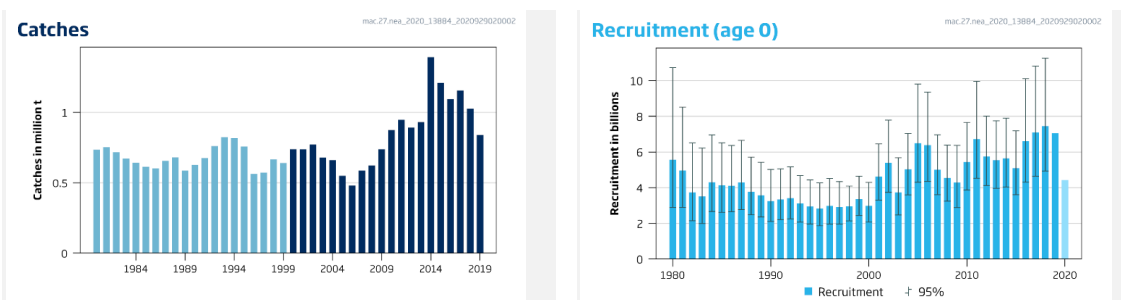 Catches
mac.27.nea_2020_13884_2020929020002
Catches in million t
1
0.5
0
1984 1989 1994 1999 2004 2009 2014 2019
Recruitment (age 0)
mac.27.nea_2020_13884_2020929020002
Recruitment in billions
10
8
6
4
2
0
1980 1990 2000 2010 2020
Recruitment 95%